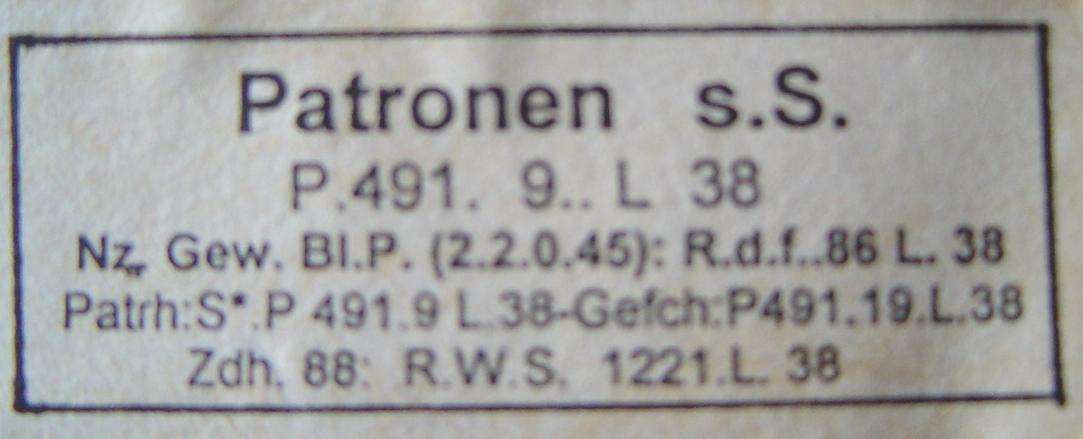 Patronen s.S.
P.491. 9.. L 38
Nz„ Gew. Bl.P. (2.2.0.45): R.d.f..86 L. 38
Patrh:S*.P 491.9 L.38-Gefch:P491.19.L.38
Zdh. 88: R.W.S. 1221.L. 38